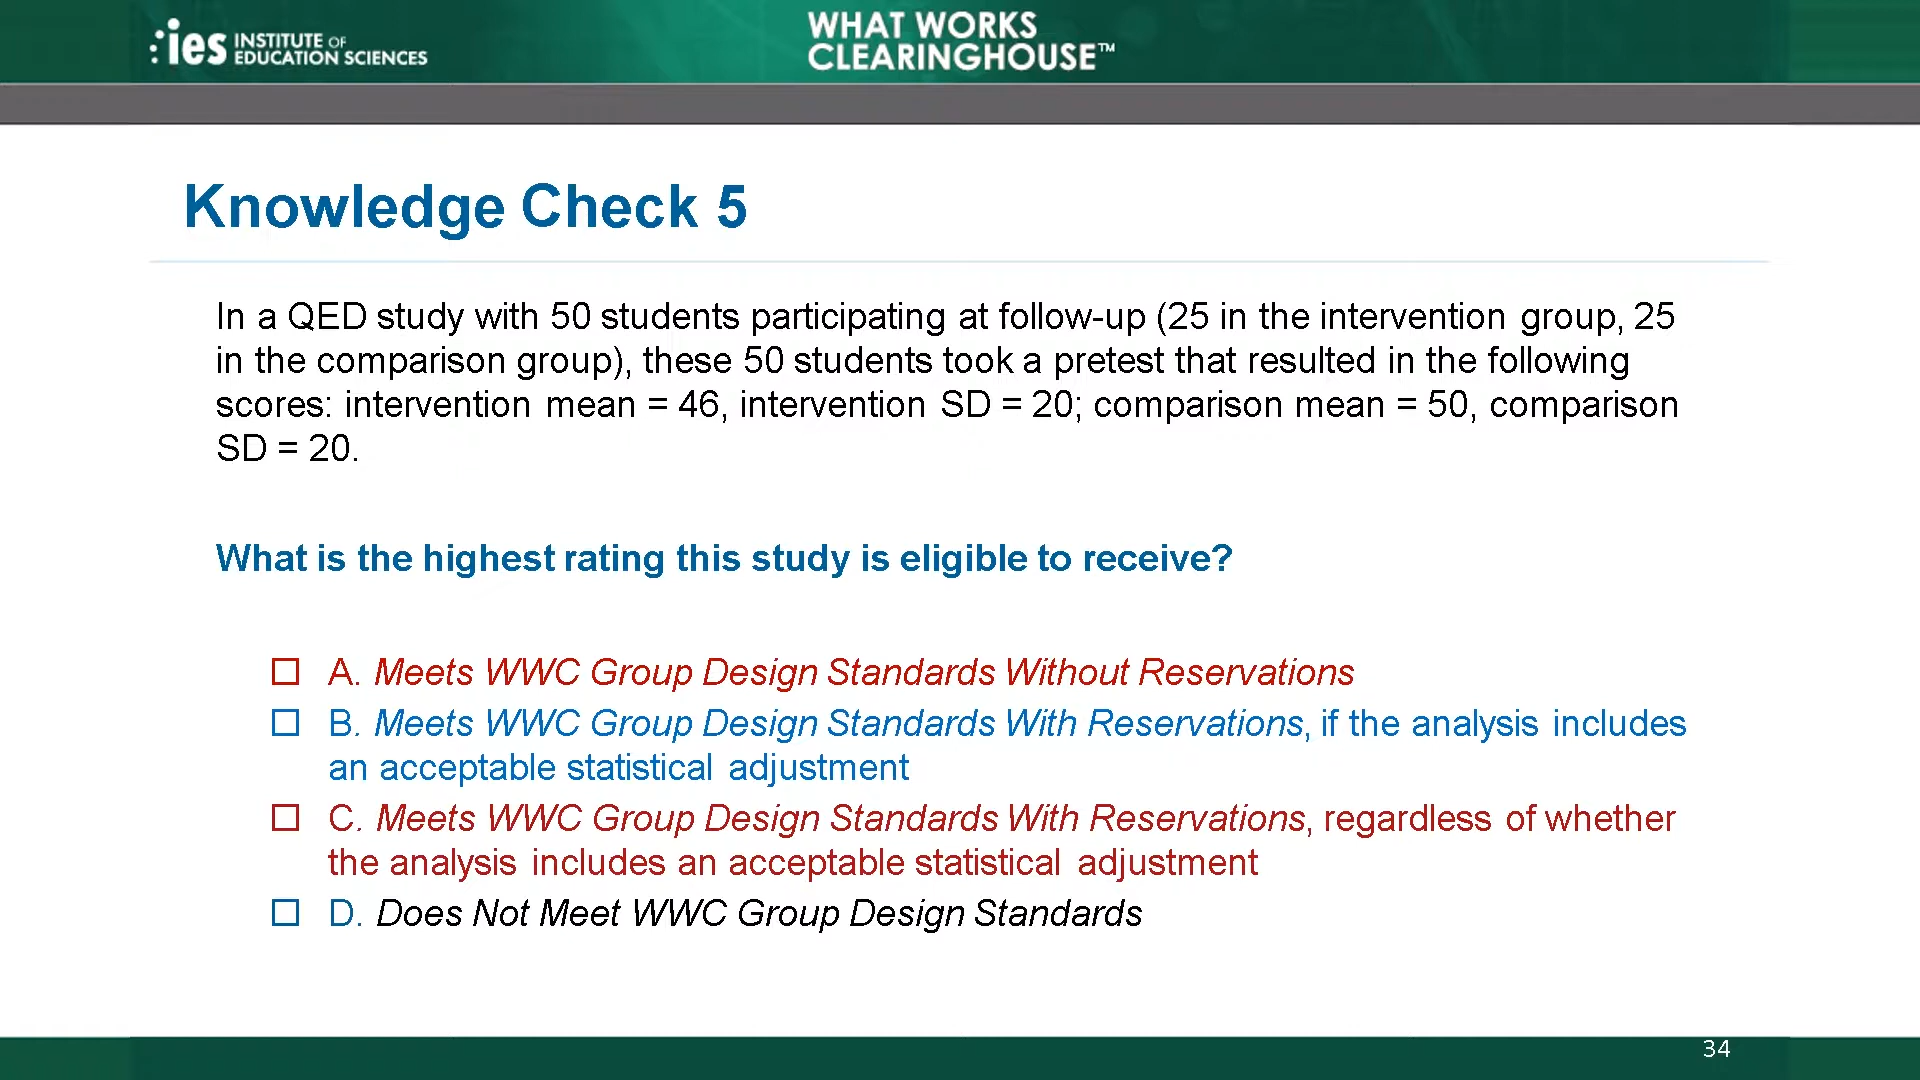 ies INSTITUTE OF
EDUCATION SCIENCES
WHAT WORKS
CLEARINGHOUSE™
Knowledge Check 5
In a QED study with 50 students participating at follow-up (25 in the intervention group, 25
in the comparison group), these 50 students took a pretest that resulted in the following
scores: intervention mean = 46, intervention SD = 20; comparison mean = 50, comparison
SD = 20.
What is the highest rating this study is eligible to receive?
☐ A. Meets WWC Group Design Standards Without Reservations
☐ B. Meets WWC Group Design Standards With Reservations, if the analysis includes
an acceptable statistical adjustment
☐ C. Meets WWC Group Design Standards With Reservations, regardless of whether
the analysis includes an acceptable statistical adjustment
☐ D. Does Not Meet WWC Group Design Standards
34